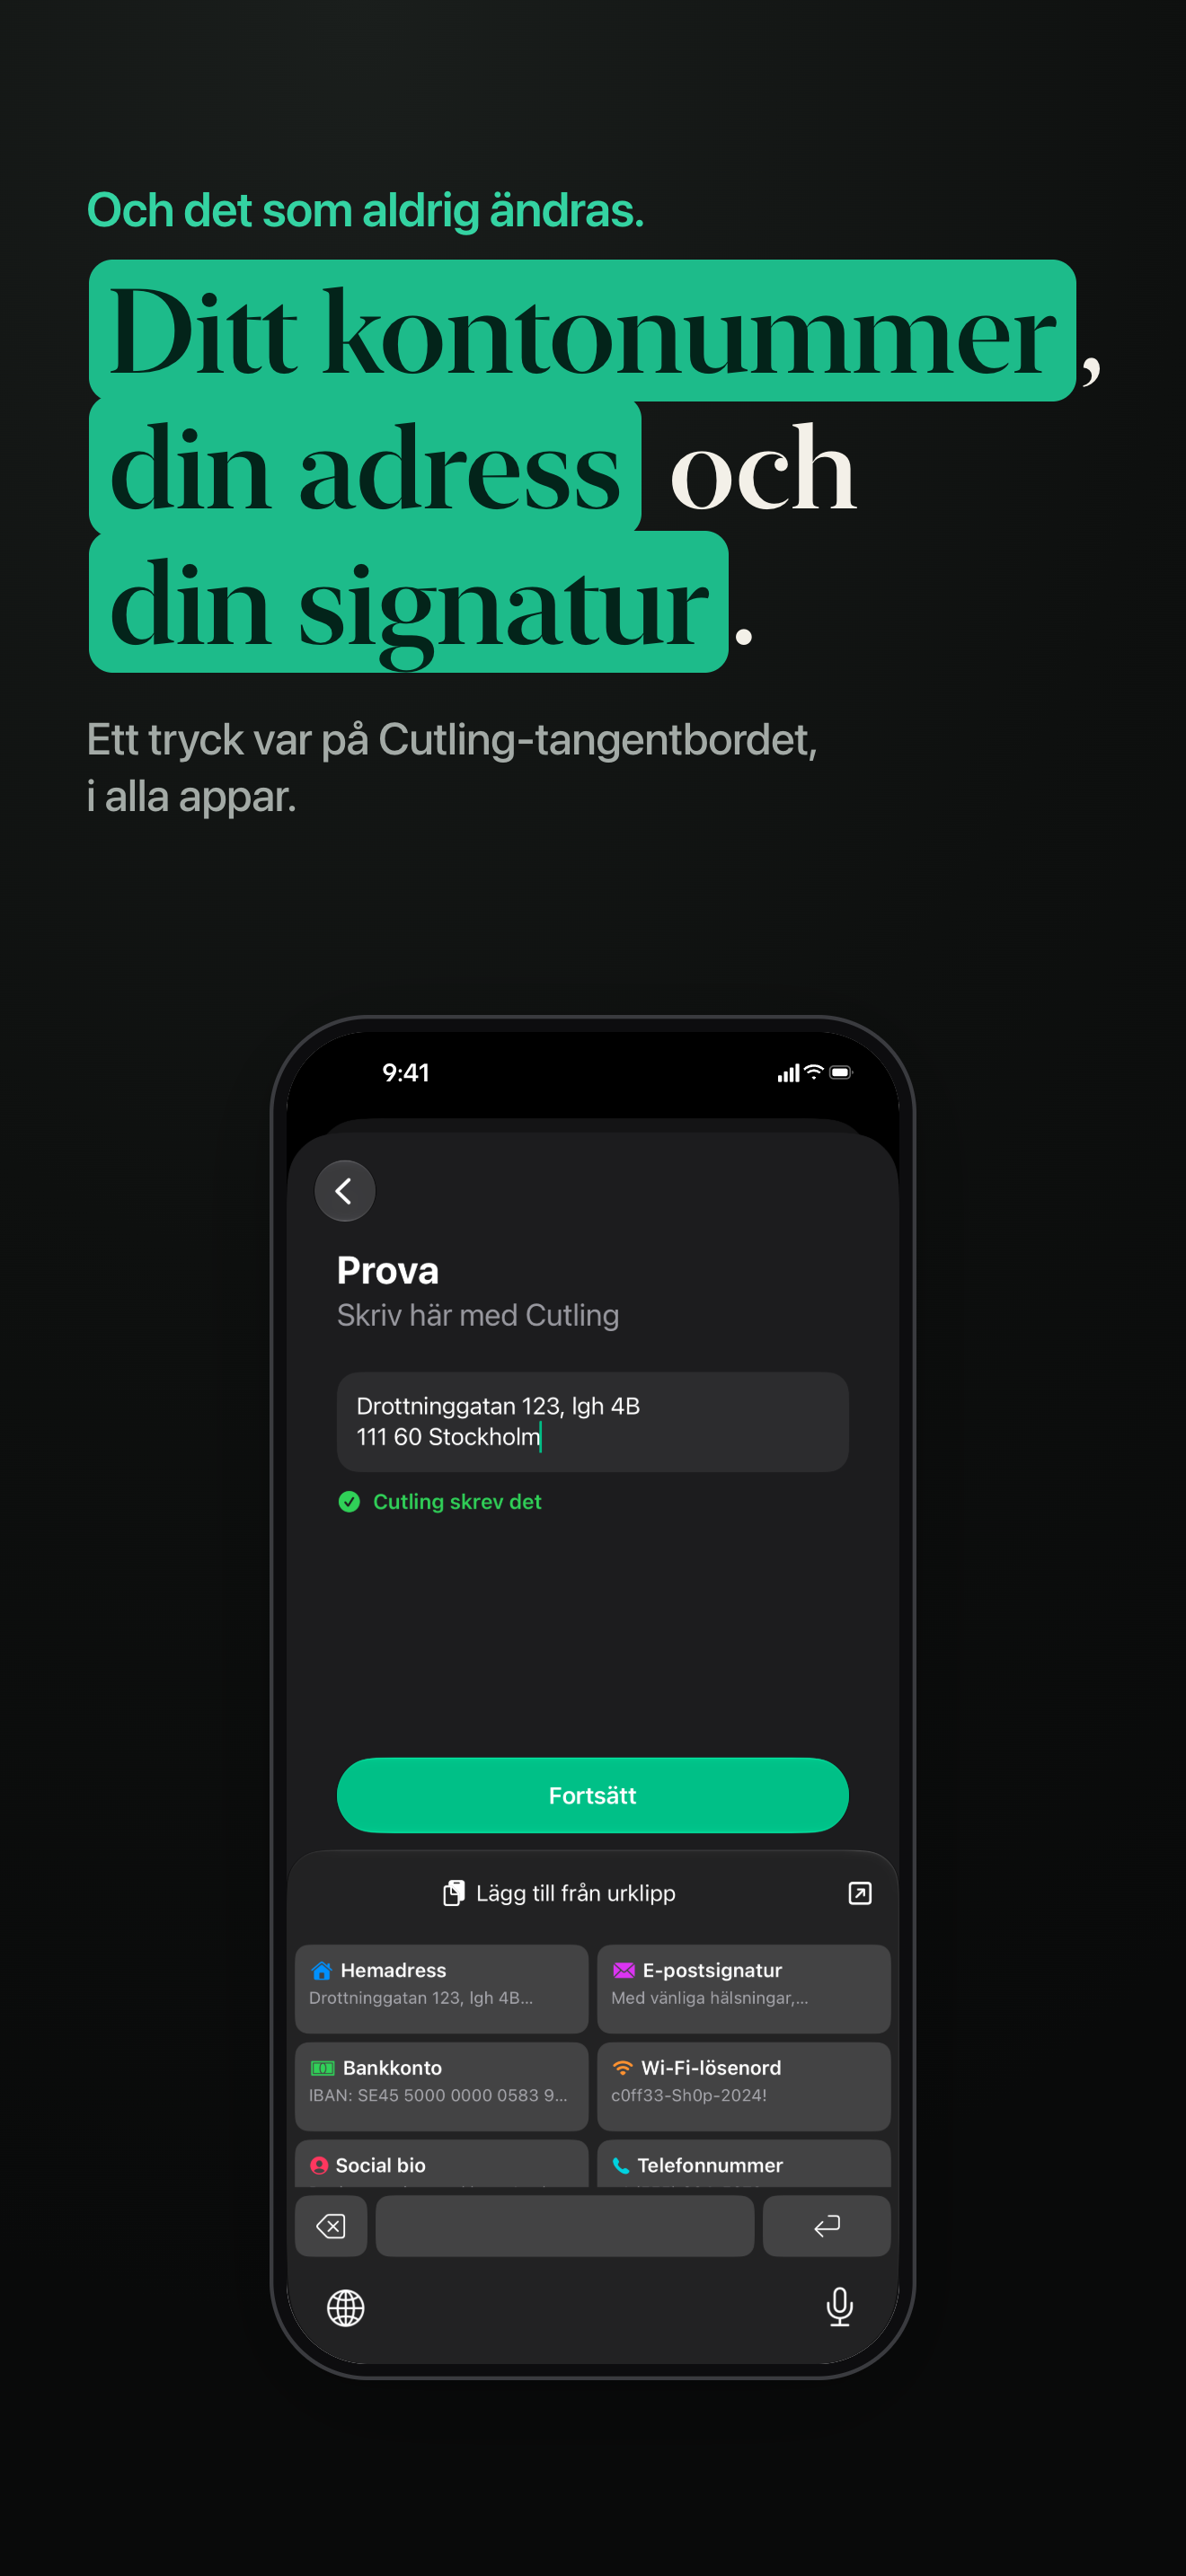 Och det som aldrig ändras.
Ditt kontonummer,
din adress och
din signatur.
Ett tryck var på Cutling-tangentbordet,
i alla appar.
9:41
Prova
Skriv här med Cutling
Drottninggatan 123, lgh 4B
111 60 Stockholm
Cutling skrev det
Fortsätt
Lägg till från urklipp
Hemadress
Drottninggatan 123, lgh 4B...
E-postsignatur
Med vänliga hälsningar,...
Bankkonto
IBAN: SE45 5000 0000 0583 9...
Wi-Fi-lösenord
c0ff33-Sh0p-2024!
Social bio
Telefonnummer